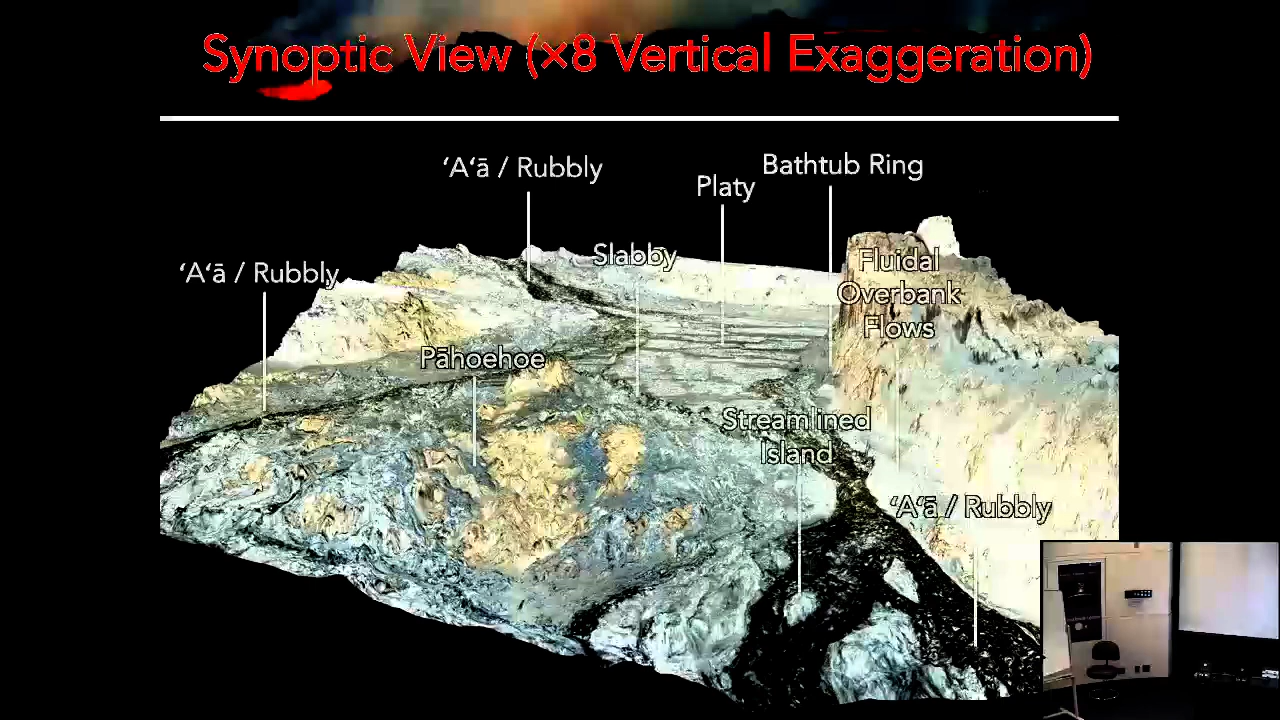 Synoptic View (×8 Vertical Exaggeration)
ʻAʻā / Rubbly
Bathtub Ring
Platy
Slabby
ʻAʻā / Rubbly
Fluidal
Overbank
Flows
Pāhoehoe
Streamlined
Island
ʻAʻā / Rubbly